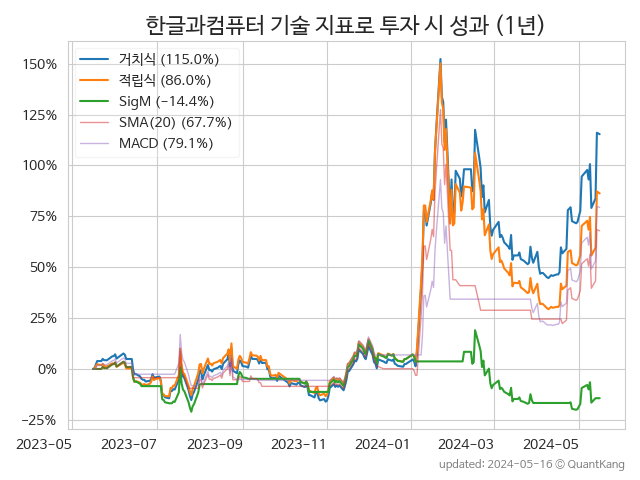 한글과컴퓨터 기술 지표로 투자 시 성과 (1년)
거치식 (115.0%)
적립식 (86.0%)
SigM (−14.4%)
SMA(20) (67.7%)
MACD (79.1%)
150%
125%
100%
75%
50%
25%
0%
−25%
2023-05 2023-07 2023-09 2023-11 2024-01 2024-03 2024-05
updated: 2024-05-16 © QuantKang